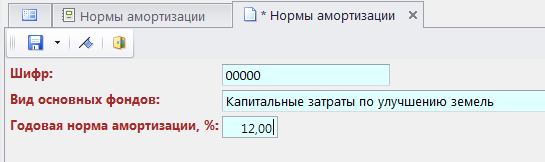 Нормы амортизации
* Нормы амортизации
Шифр: 00000
Вид основных фондов: Капитальные затраты по улучшению земель
Годовая норма амортизации, %: 12,00